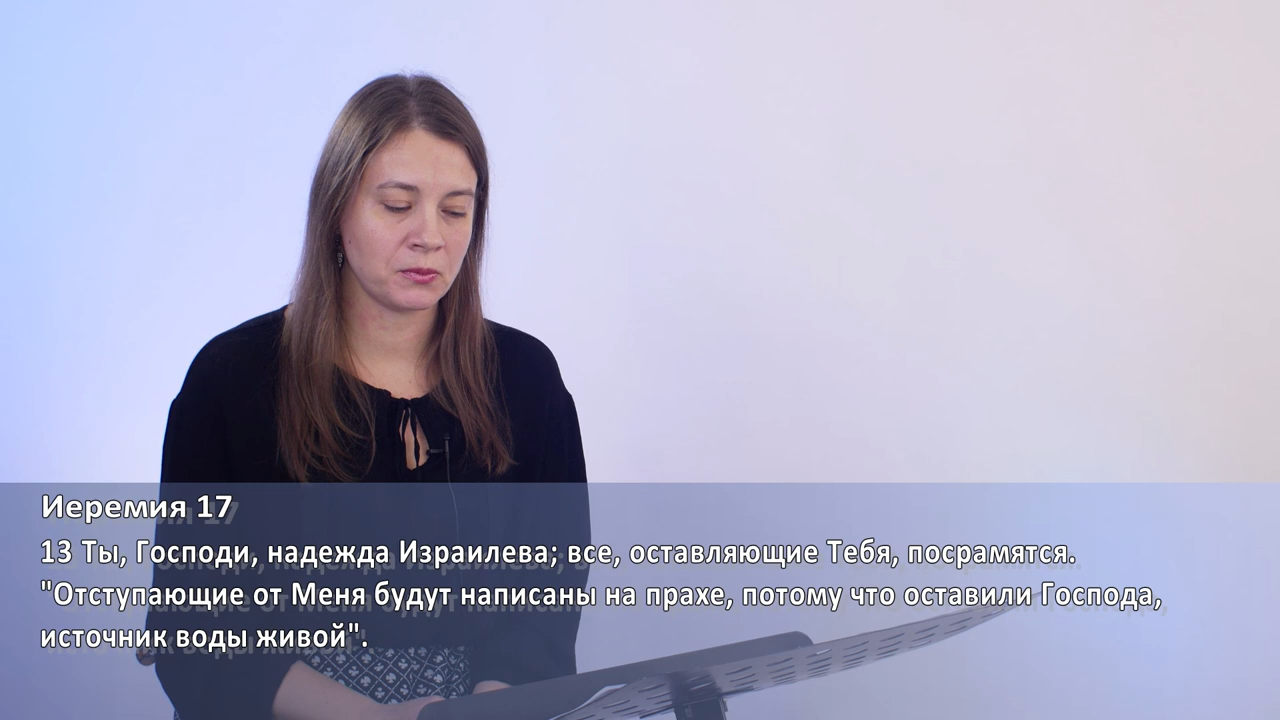 Иеремия 17
13 Ты, Господи, надежда Израилева; все, оставляющие Тебя, посрамятся.
"Отступающие от Меня будут написаны на прахе, потому что оставили Господа,
источник воды живой".